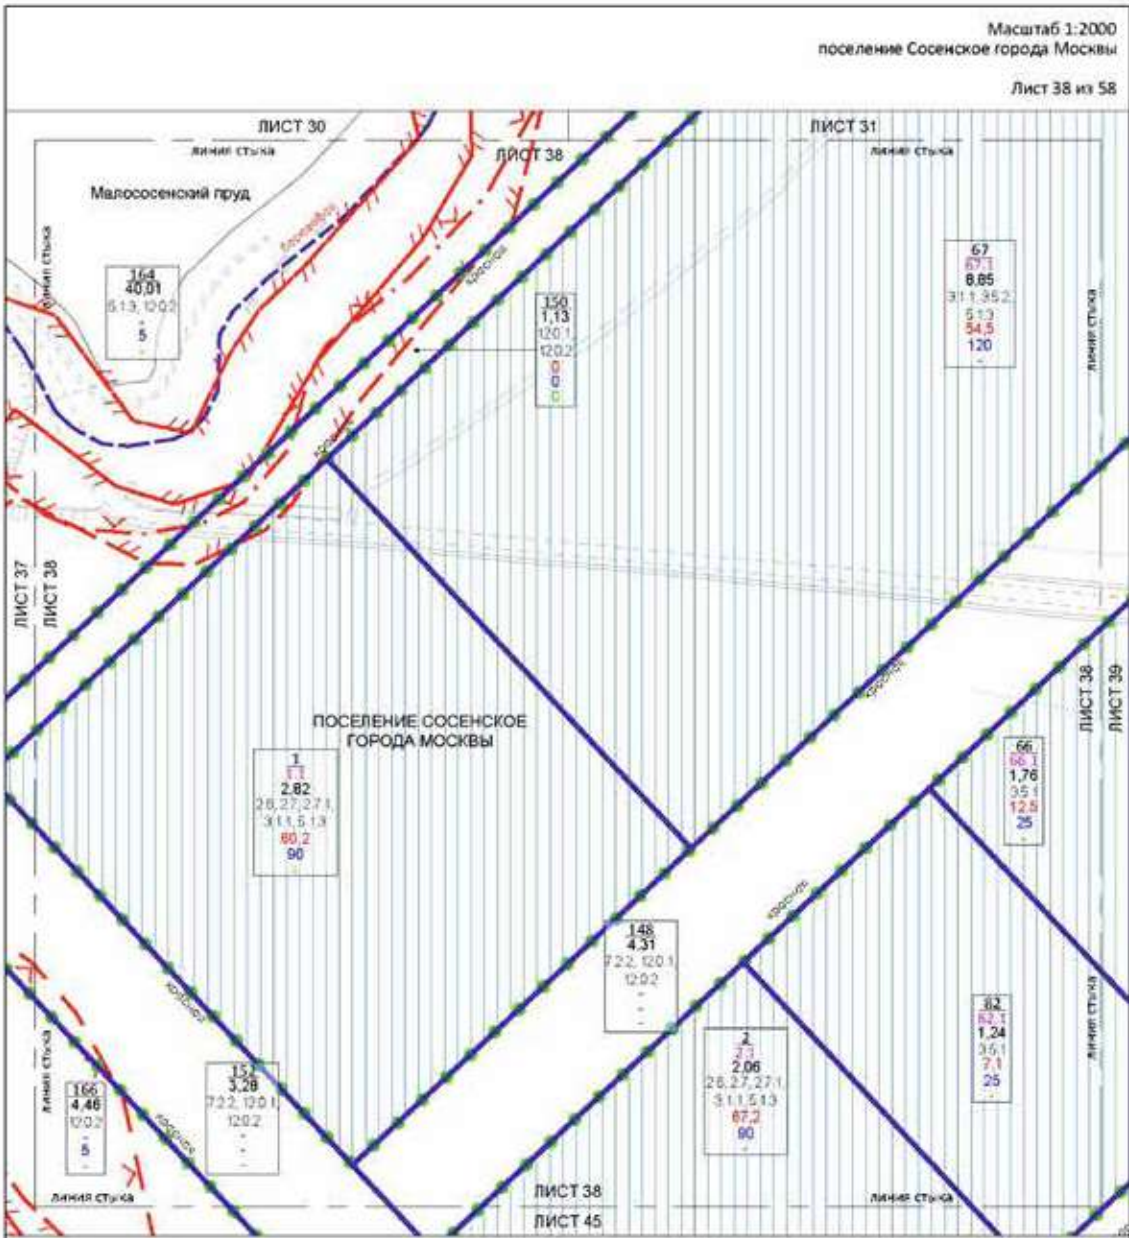 Масштаб 1:2000
поселение Сосенское города Москвы
Лист 38 из 58
ЛИСТ 30
ЛИСТ 31
линия стыка
ЛИСТ 38
линия стыка
Малососенский пруд
линия стыка
164
40,01
5.1.3, 12.0.2
-
5
-
красная
150
1,13
12.0.1,
12.0.2
0
0
0
67
67.1
8,85
3.1.1, 3.5.2,
5.1.3
54,5
120
-
линия стыка
красная
ЛИСТ 37
ЛИСТ 38
красная
ЛИСТ 38
ЛИСТ 39
ПОСЕЛЕНИЕ СОСЕНСКОЕ
ГОРОДА МОСКВЫ
1
1.1
2,82
2.6, 2.7, 2.7.1,
3.1.1, 5.1.3
60,2
90
-
66
66.1
1,76
3.5.1
12,5
25
-
красная
148
4,31
7.2.2, 12.0.1,
12.0.2
-
-
-
красная
82
82.1
1,24
3.5.1
7,1
25
-
линия стыка
2
2.1
2,06
2.6, 2.7, 2.7.1,
3.1.1, 5.1.3
67,2
90
-
линия стыка
152
3,28
7.2.2, 12.0.1,
12.0.2
-
-
-
166
4,46
12.0.2
-
5
-
красная
линия стыка
ЛИСТ 38
линия стыка
ЛИСТ 45